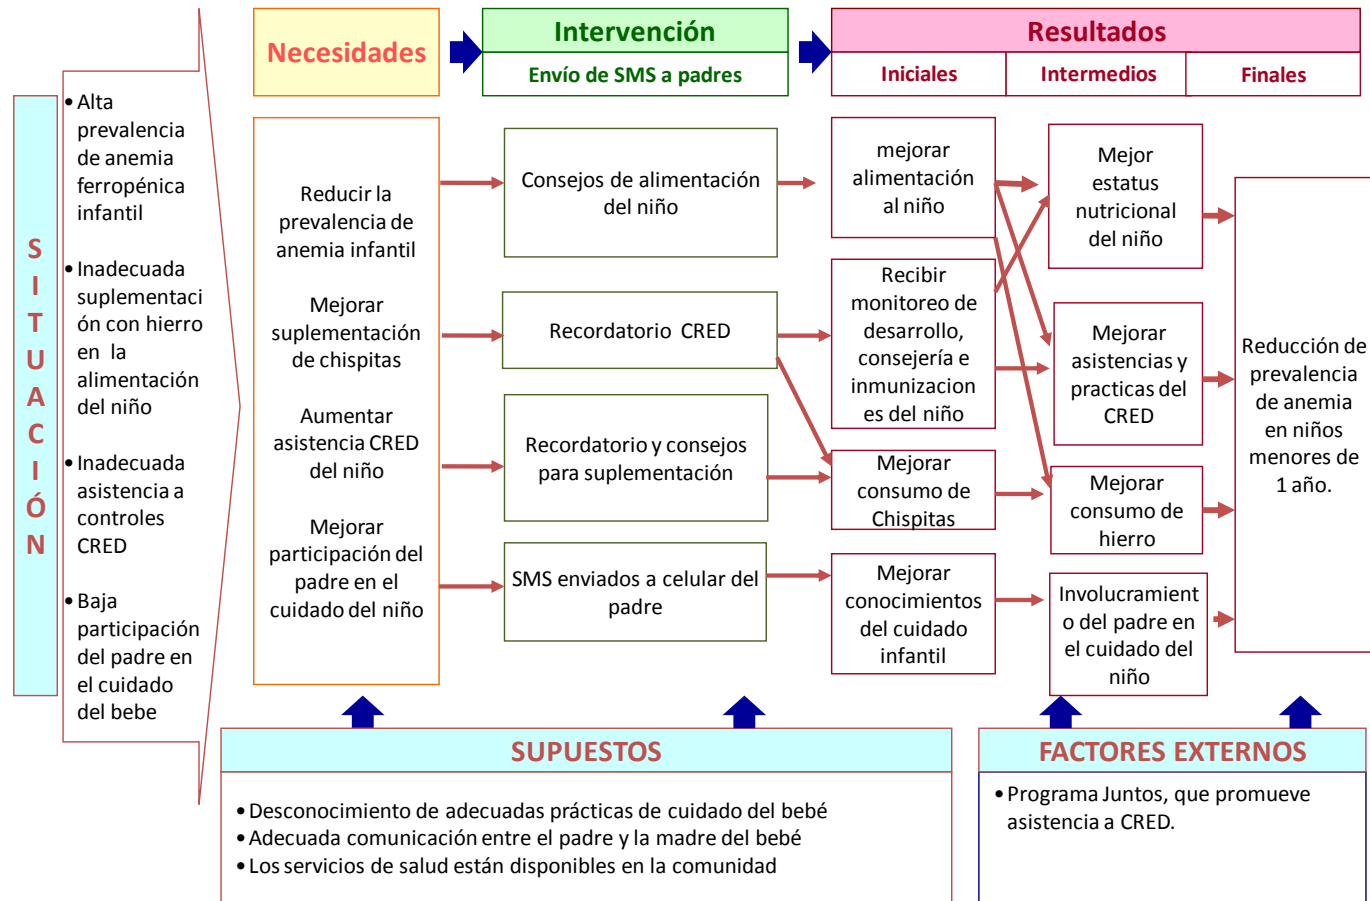 Necesidades
Intervención
Envío de SMS a padres
Resultados
Iniciales
Intermedios
Finales
SITUACIÓN
• Alta
prevalencia
de anemia
ferropénica
infantil
• Inadecuada
suplementaci
ón con hierro
en la
alimentación
del niño
• Inadecuada
asistencia a
controles
CRED
• Baja
participación
del padre en
el cuidado
del bebe
Reducir la
prevalencia de
anemia infantil
Mejorar
suplementación
de chispitas
Aumentar
asistencia CRED
del niño
Mejorar
participación del
padre en el
cuidado del niño
Consejos de alimentación
del niño
Recordatorio CRED
Recordatorio y consejos
para suplementación
SMS enviados a celular del
padre
mejorar
alimentación
al niño
Recibir
monitoreo de
desarrollo,
consejería e
inmunizacion
es del niño
Mejorar
consumo de
Chispitas
Mejorar
conocimientos
del cuidado
infantil
Mejor
estatus
nutricional
del niño
Mejorar
asistencias y
practicas del
CRED
Mejorar
consumo de
hierro
Involucramient
o del padre en
el cuidado del
niño
Reducción de
prevalencia
de anemia
en niños
menores de
1 año.
SUPUESTOS
• Desconocimiento de adecuadas prácticas de cuidado del bebé
• Adecuada comunicación entre el padre y la madre del bebé
• Los servicios de salud están disponibles en la comunidad
FACTORES EXTERNOS
• Programa Juntos, que promueve
asistencia a CRED.